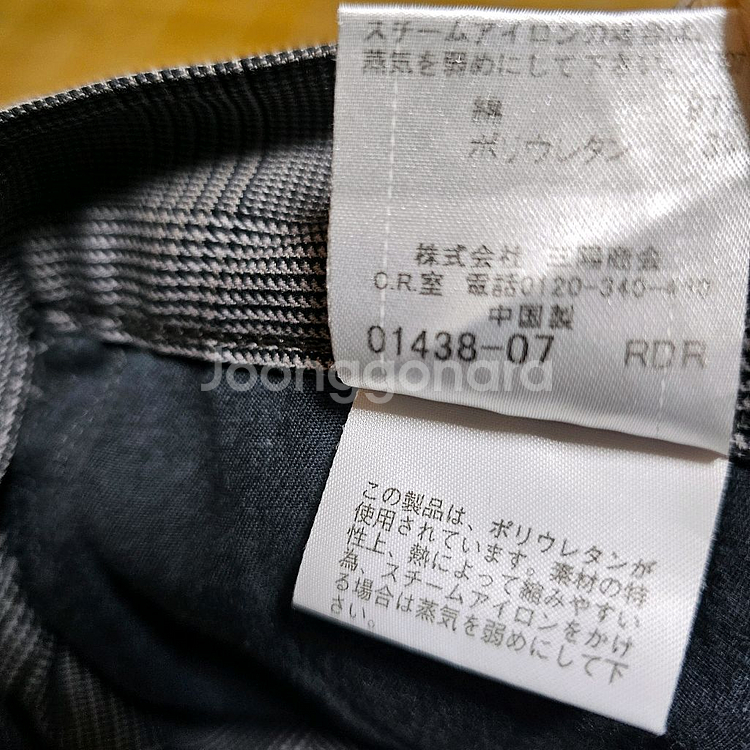 スチームアイロンの場合は、
蒸気を弱めにして下さい。
綿 97
ポリウレタン
株式会社 三陽商会
C.R.室 電話0120-340-4
中国製
01438-07 RDR
Joonggonara
この製品は、ポリウレタンが
使用されています。素材の特
性上、熱によって縮みやすい
為、スチームアイロンをかけ
る場合は蒸気を弱めにして下
さい。